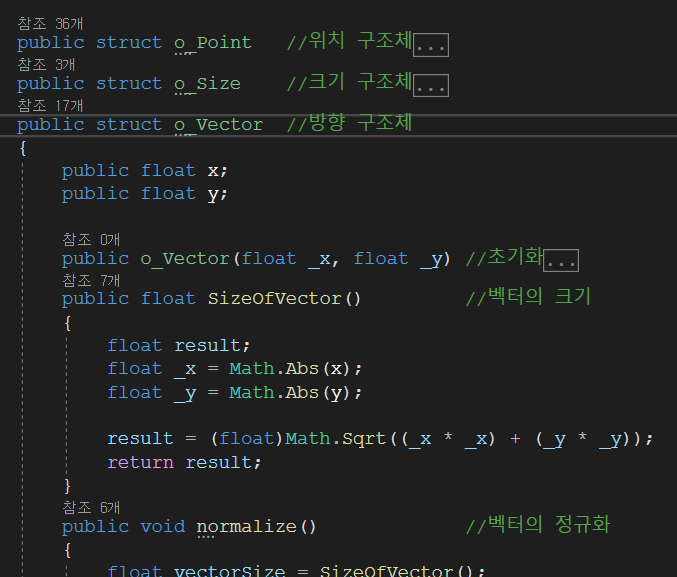 참조 36개
public struct o_Point //위치 구조체...
참조 3개
public struct o_Size //크기 구조체...
참조 17개
public struct o_Vector //방향 구조체
{
public float x;
public float y;
참조 0개
public o_Vector(float _x, float _y) //초기화...
참조 7개
public float SizeOfVector() //벡터의 크기
{
float result;
float _x = Math.Abs(x);
float _y = Math.Abs(y);
result = (float)Math.Sqrt((_x * _x) + (_y * _y));
return result;
}
참조 6개
public void normalize() //벡터의 정규화
{
float vectorSize = SizeOfVector();